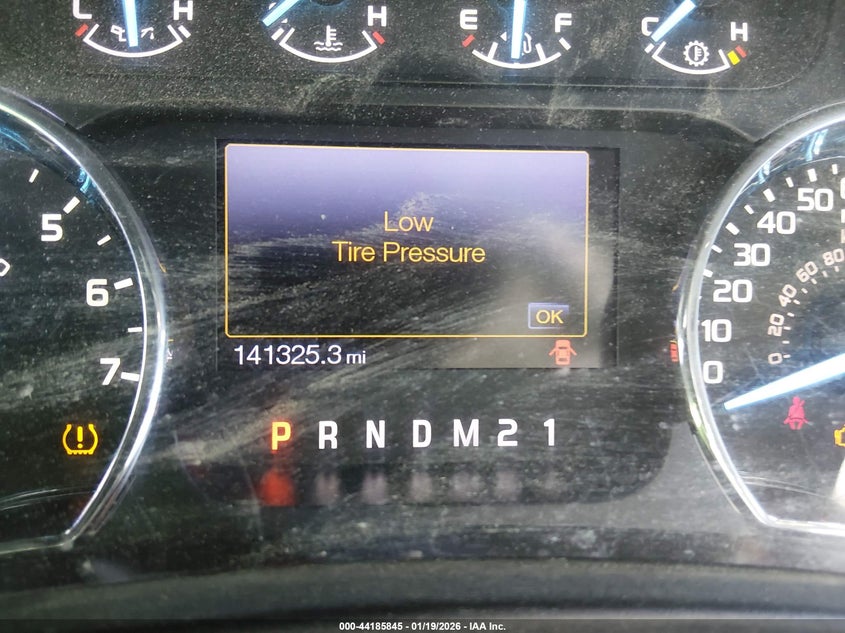 L H
H
E F
C H
5
6
7
Low
Tire Pressure
OK
141325.3 mi
P R N D M 2 1
50
40
30
20
10
0
80
60
40
20
0
000-44185845 - 01/19/2026 - IAA Inc.